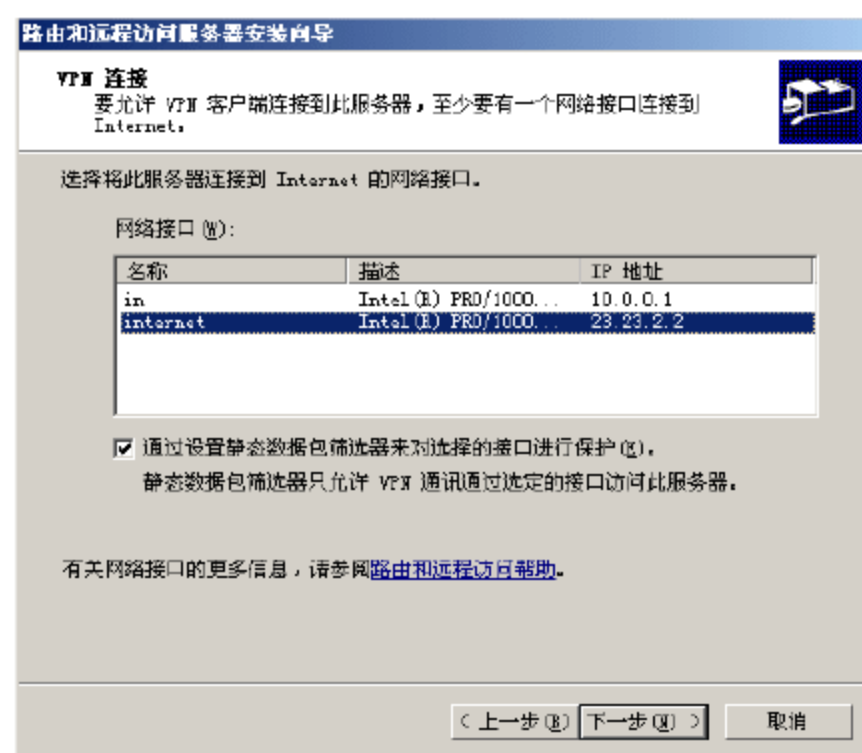 路由和远程访问服务器安装向导
VPN 连接
要允许 VPN 客户端连接到此服务器，至少要有一个网络接口连接到
Internet。
选择将此服务器连接到 Internet 的网络接口。
网络接口(W):
名称 描述 IP 地址
in Intel(R) PRO/1000... 10.0.0.1
internet Intel(R) PRO/1000... 23.23.2.2
通过设置静态数据包筛选器来对选择的接口进行保护(E)。
静态数据包筛选器只允许 VPN 通讯通过选定的接口访问此服务器。
有关网络接口的更多信息，请参阅路由和远程访问帮助。
<上一步(B) 下一步(N) > 取消